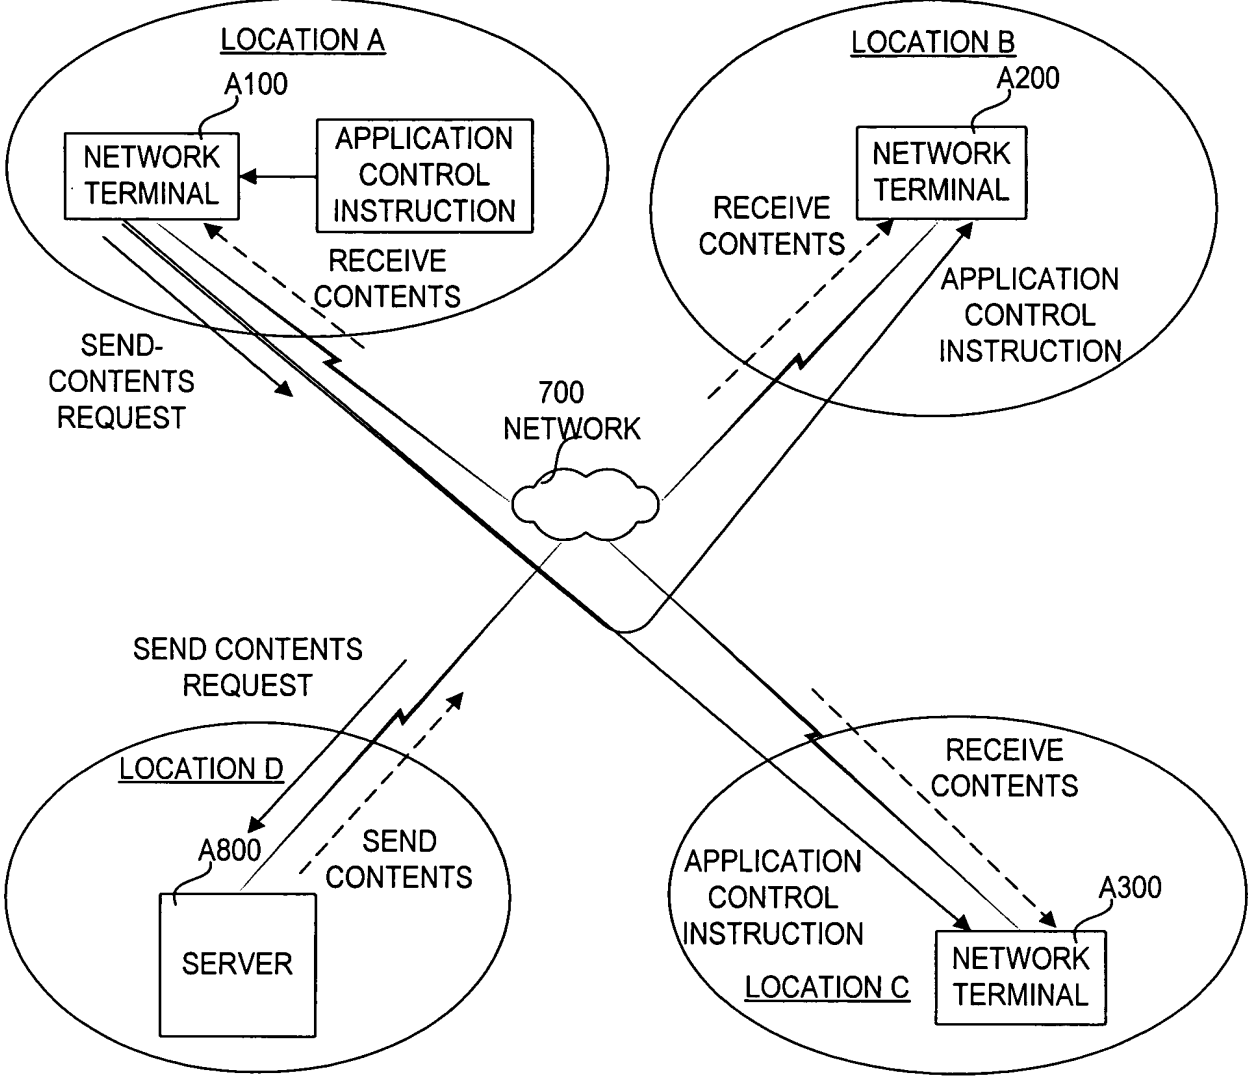 LOCATION A
A100
NETWORK
TERMINAL
APPLICATION
CONTROL
INSTRUCTION
RECEIVE
CONTENTS
SEND-
CONTENTS
REQUEST
LOCATION B
A200
NETWORK
TERMINAL
RECEIVE
CONTENTS
APPLICATION
CONTROL
INSTRUCTION
700
NETWORK
SEND CONTENTS
REQUEST
LOCATION D
A800
SEND
CONTENTS
SERVER
RECEIVE
CONTENTS
APPLICATION
CONTROL
INSTRUCTION
A300
NETWORK
TERMINAL
LOCATION C